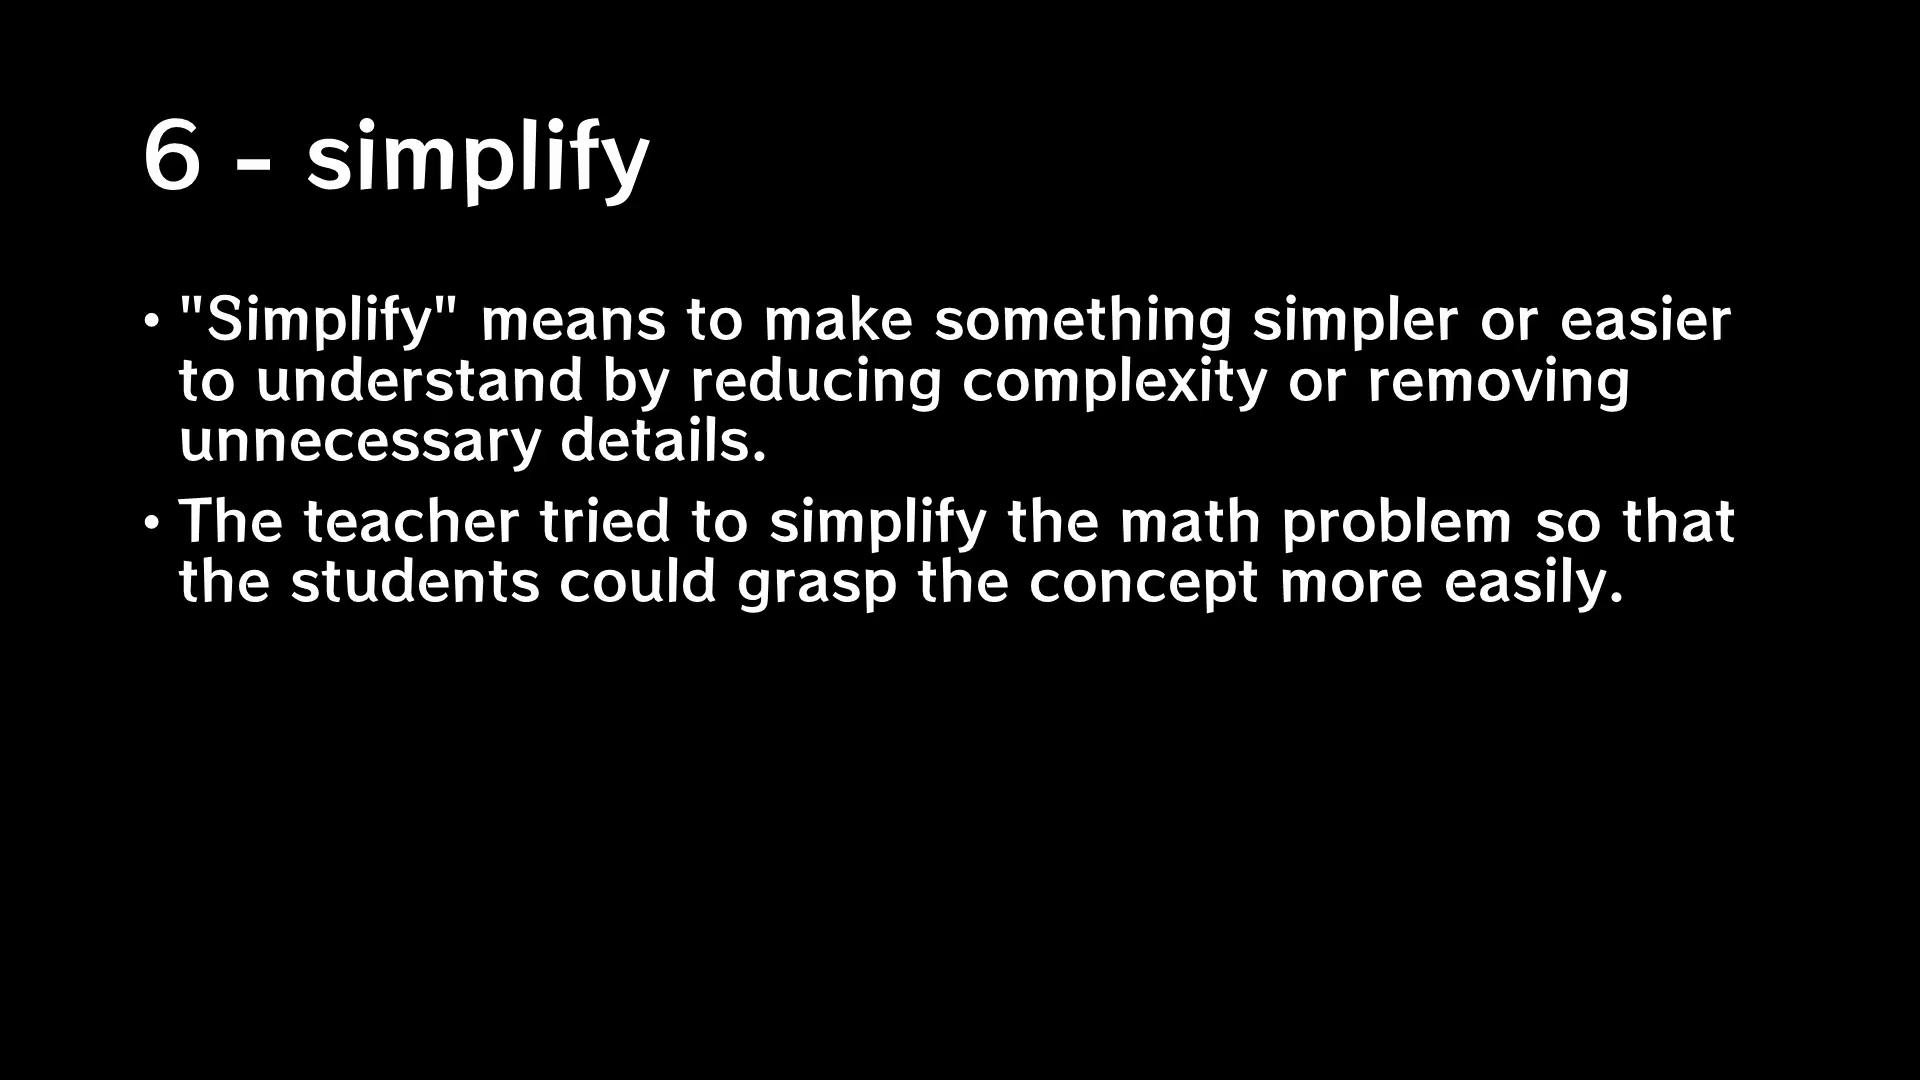 6 - simplify
• "Simplify" means to make something simpler or easier
to understand by reducing complexity or removing
unnecessary details.
• The teacher tried to simplify the math problem so that
the students could grasp the concept more easily.